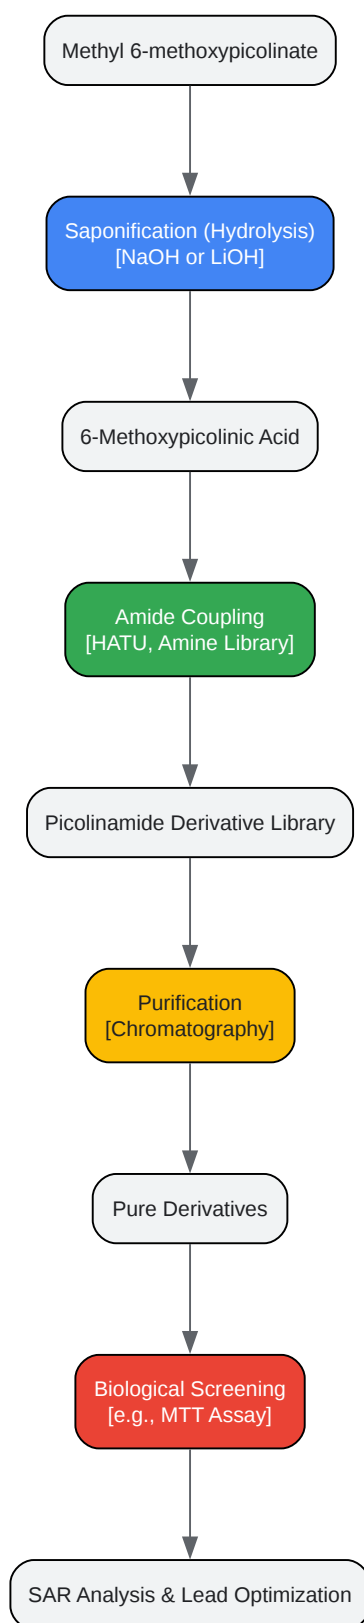 Methyl 6-methoxypicolinate
Saponification (Hydrolysis)
[NaOH or LiOH]
6-Methoxypicolinic Acid
Amide Coupling
[HATU, Amine Library]
Picolinamide Derivative Library
Purification
[Chromatography]
Pure Derivatives
Biological Screening
[e.g., MTT Assay]
SAR Analysis & Lead Optimization